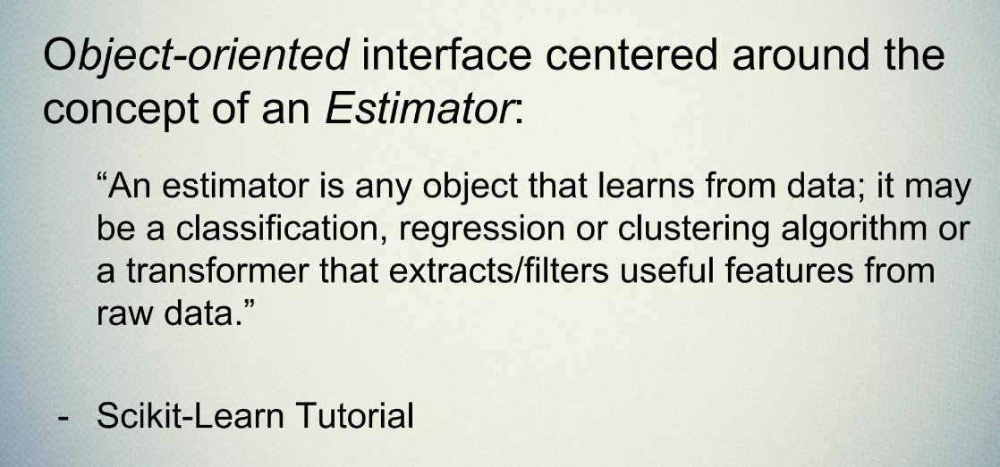 Object-oriented interface centered around the
concept of an Estimator:
“An estimator is any object that learns from data; it may
be a classification, regression or clustering algorithm or
a transformer that extracts/filters useful features from
raw data.”
- Scikit-Learn Tutorial